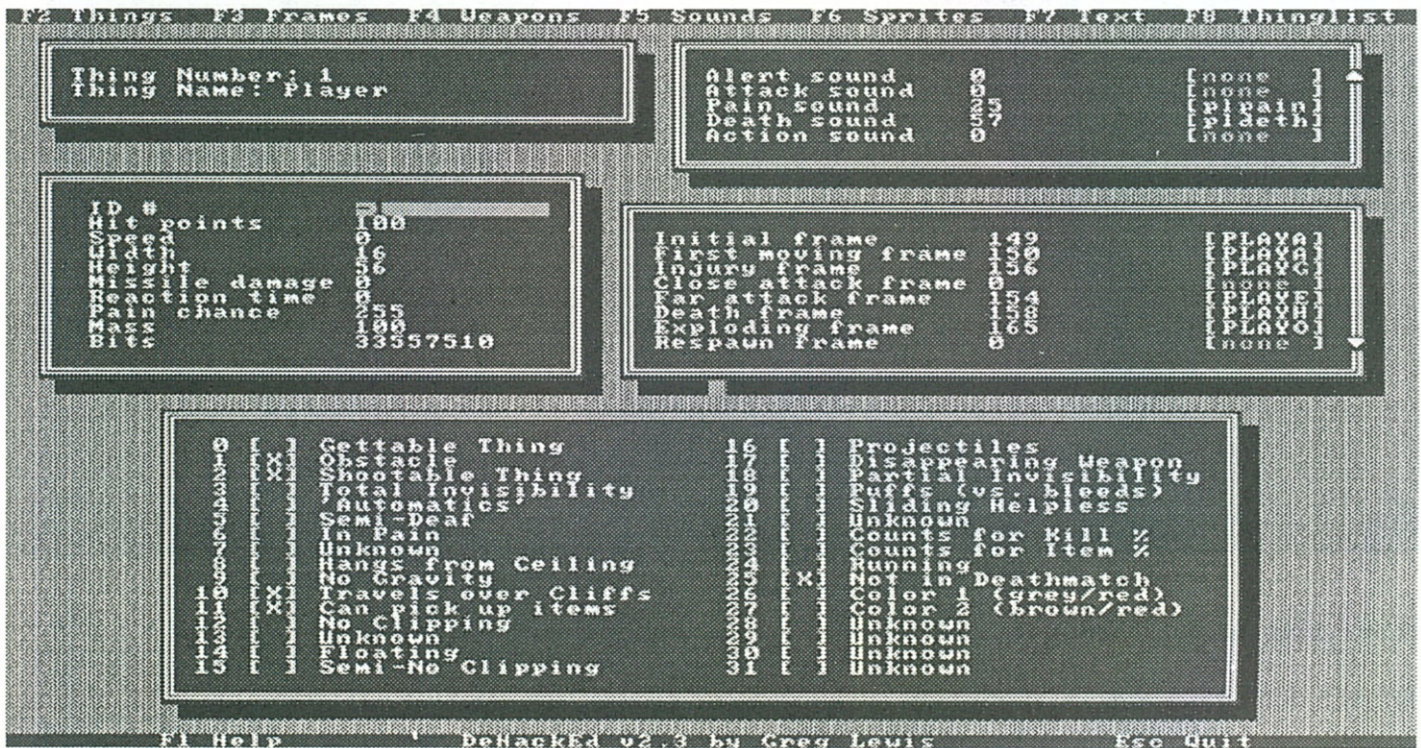 F2 Things F3 Frames F4 Weapons F5 Sounds F6 Sprites F7 Text F8 Thinglist
Thing Number: 1
Thing Name: Player
Alert sound 0 [none ]
Attack sound 0 [none ]
Pain sound 25 [plpain]
Death sound 57 [pldeth]
Action sound 0 [none ]
ID # -1
Hit points 100
Speed 0
Width 16
Height 56
Missile damage 0
Reaction time 0
Pain chance 255
Mass 100
Bits 33557510
Initial frame 149 [PLAYA]
First moving frame 150 [PLAYA]
Injury frame 156 [PLAYG]
Close attack frame 0 [none ]
Far attack frame 154 [PLAYE]
Death frame 158 [PLAYH]
Exploding frame 165 [PLAYO]
Respawn frame 0 [none ]
0 [ ] Gettable Thing
1 [X] Obstacle
2 [X] Shootable Thing
3 [ ] Total Invisibility
4 [ ] 'Automatics'
5 [ ] Semi-Deaf
6 [ ] In Pain
7 [ ] Unknown
8 [ ] Hangs from Ceiling
9 [ ] No Gravity
10 [X] Travels over Cliffs
11 [X] Can pick up items
12 [ ] No Clipping
13 [ ] Unknown
14 [ ] Floating
15 [ ] Semi-No Clipping
16 [ ] Projectiles
17 [ ] Disappearing Weapon
18 [ ] Partial Invisibility
19 [ ] Puffs (vs. bleeds)
20 [ ] Sliding Helpless
21 [ ] Unknown
22 [ ] Counts for Kill %
23 [ ] Counts for Item %
24 [ ] Running
25 [X] Not in Deathmatch
26 [ ] Color 1 (grey/red)
27 [ ] Color 2 (brown/red)
28 [ ] Unknown
29 [ ] Unknown
30 [ ] Unknown
31 [ ] Unknown
F1 Help DeHackEd v2.3 by Greg Lewis Esc Quit